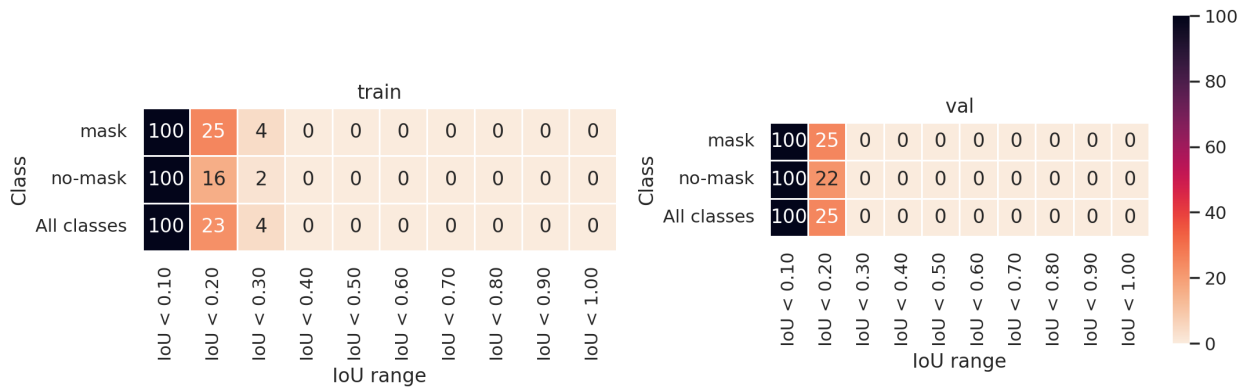 train
Class
mask 100 25 4 0 0 0 0 0 0 0
no-mask 100 16 2 0 0 0 0 0 0 0
All classes 100 23 4 0 0 0 0 0 0 0
IoU < 0.10 IoU < 0.20 IoU < 0.30 IoU < 0.40 IoU < 0.50 IoU < 0.60 IoU < 0.70 IoU < 0.80 IoU < 0.90 IoU < 1.00
IoU range
val
Class
mask 100 25 0 0 0 0 0 0 0 0
no-mask 100 22 0 0 0 0 0 0 0 0
All classes 100 25 0 0 0 0 0 0 0 0
IoU < 0.10 IoU < 0.20 IoU < 0.30 IoU < 0.40 IoU < 0.50 IoU < 0.60 IoU < 0.70 IoU < 0.80 IoU < 0.90 IoU < 1.00
IoU range
100
80
60
40
20
0